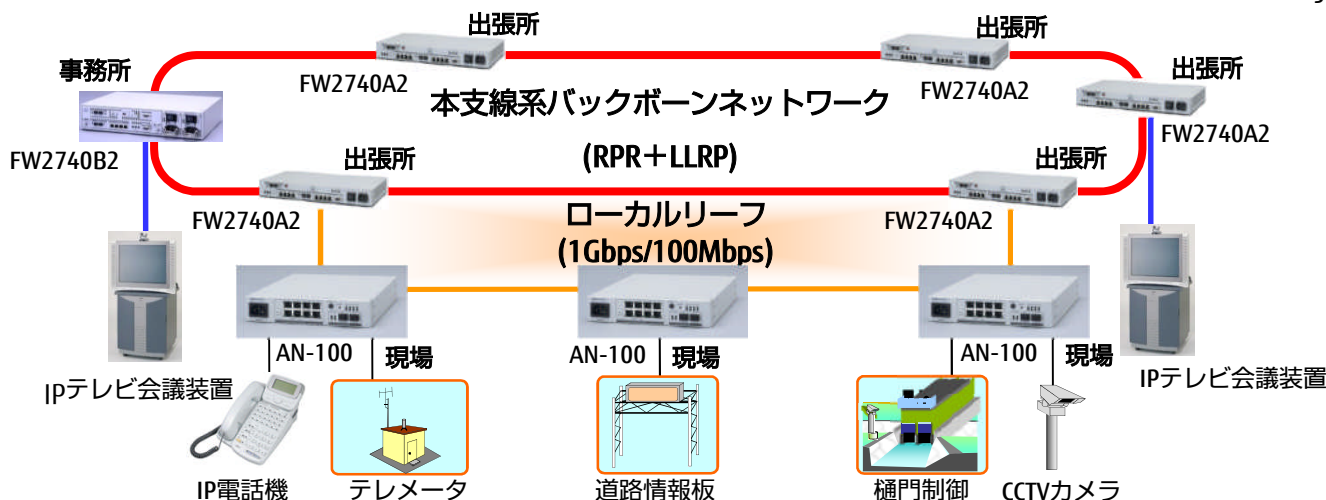 出張所
出張所
事務所
FW2740A2
FW2740A2
出張所
本支線系バックボーンネットワーク
FW2740A2
FW2740B2
出張所
(RPR+LLRP)
出張所
FW2740A2
ローカルリーフ
FW2740A2
(1Gbps/100Mbps)
AN-100
現場
AN-100
現場
AN-100
現場
IPテレビ会議装置
IPテレビ会議装置
IP電話機
テレメータ
道路情報板
樋門制御
CCTVカメラ